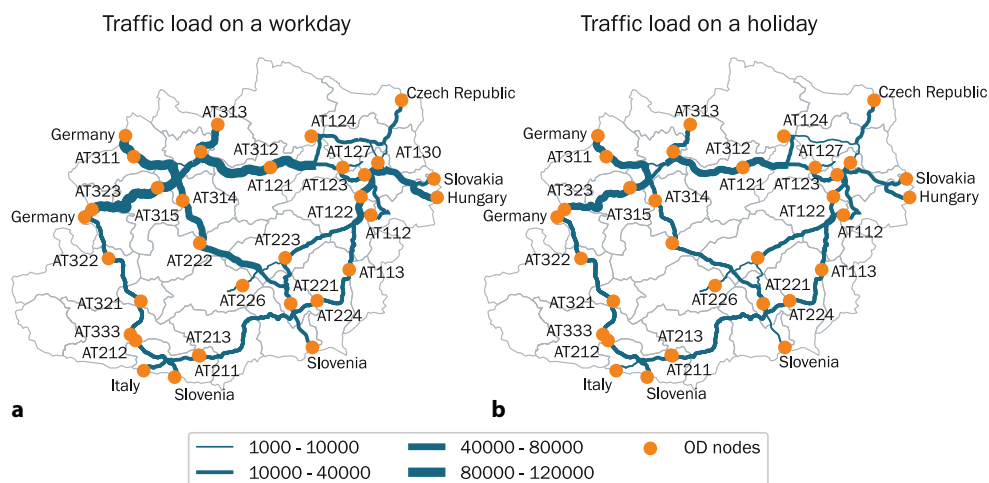 Traffic load on a workday
Czech Republic
AT313
AT124
Germany
AT312
AT127
AT130
AT311
AT323
AT121
AT123
Slovakia
AT314
Hungary
Germany
AT315
AT122
AT112
AT223
AT322
AT222
AT113
AT226
AT221
AT321
AT224
AT333
AT213
AT212
Slovenia
AT211
Italy
Slovenia
a
Traffic load on a holiday
Czech Republic
AT313
AT124
Germany
AT312
AT127
AT311
AT323
AT121
AT123
Slovakia
AT314
Hungary
Germany
AT315
AT122
AT112
AT322
AT113
AT226
AT221
AT321
AT224
AT333
AT213
AT212
Slovenia
AT211
Italy
Slovenia
b
1000 - 10000
40000 - 80000
OD nodes
10000 - 40000
80000 - 120000